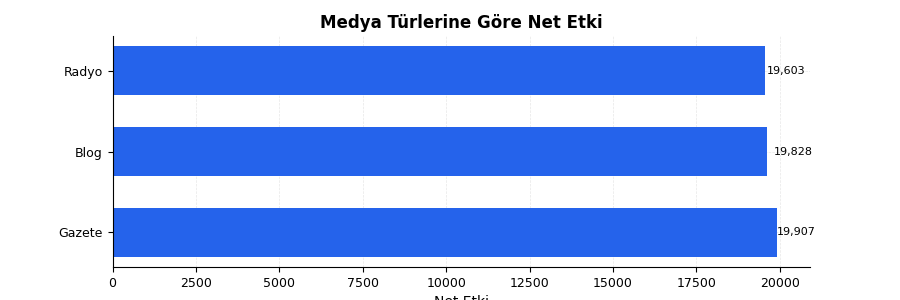 Medya Türlerine Göre Net Etki
Radyo
19,603
Blog
19,828
Gazete
19,907
0 2500 5000 7500 10000 12500 15000 17500 20000
Net Etki